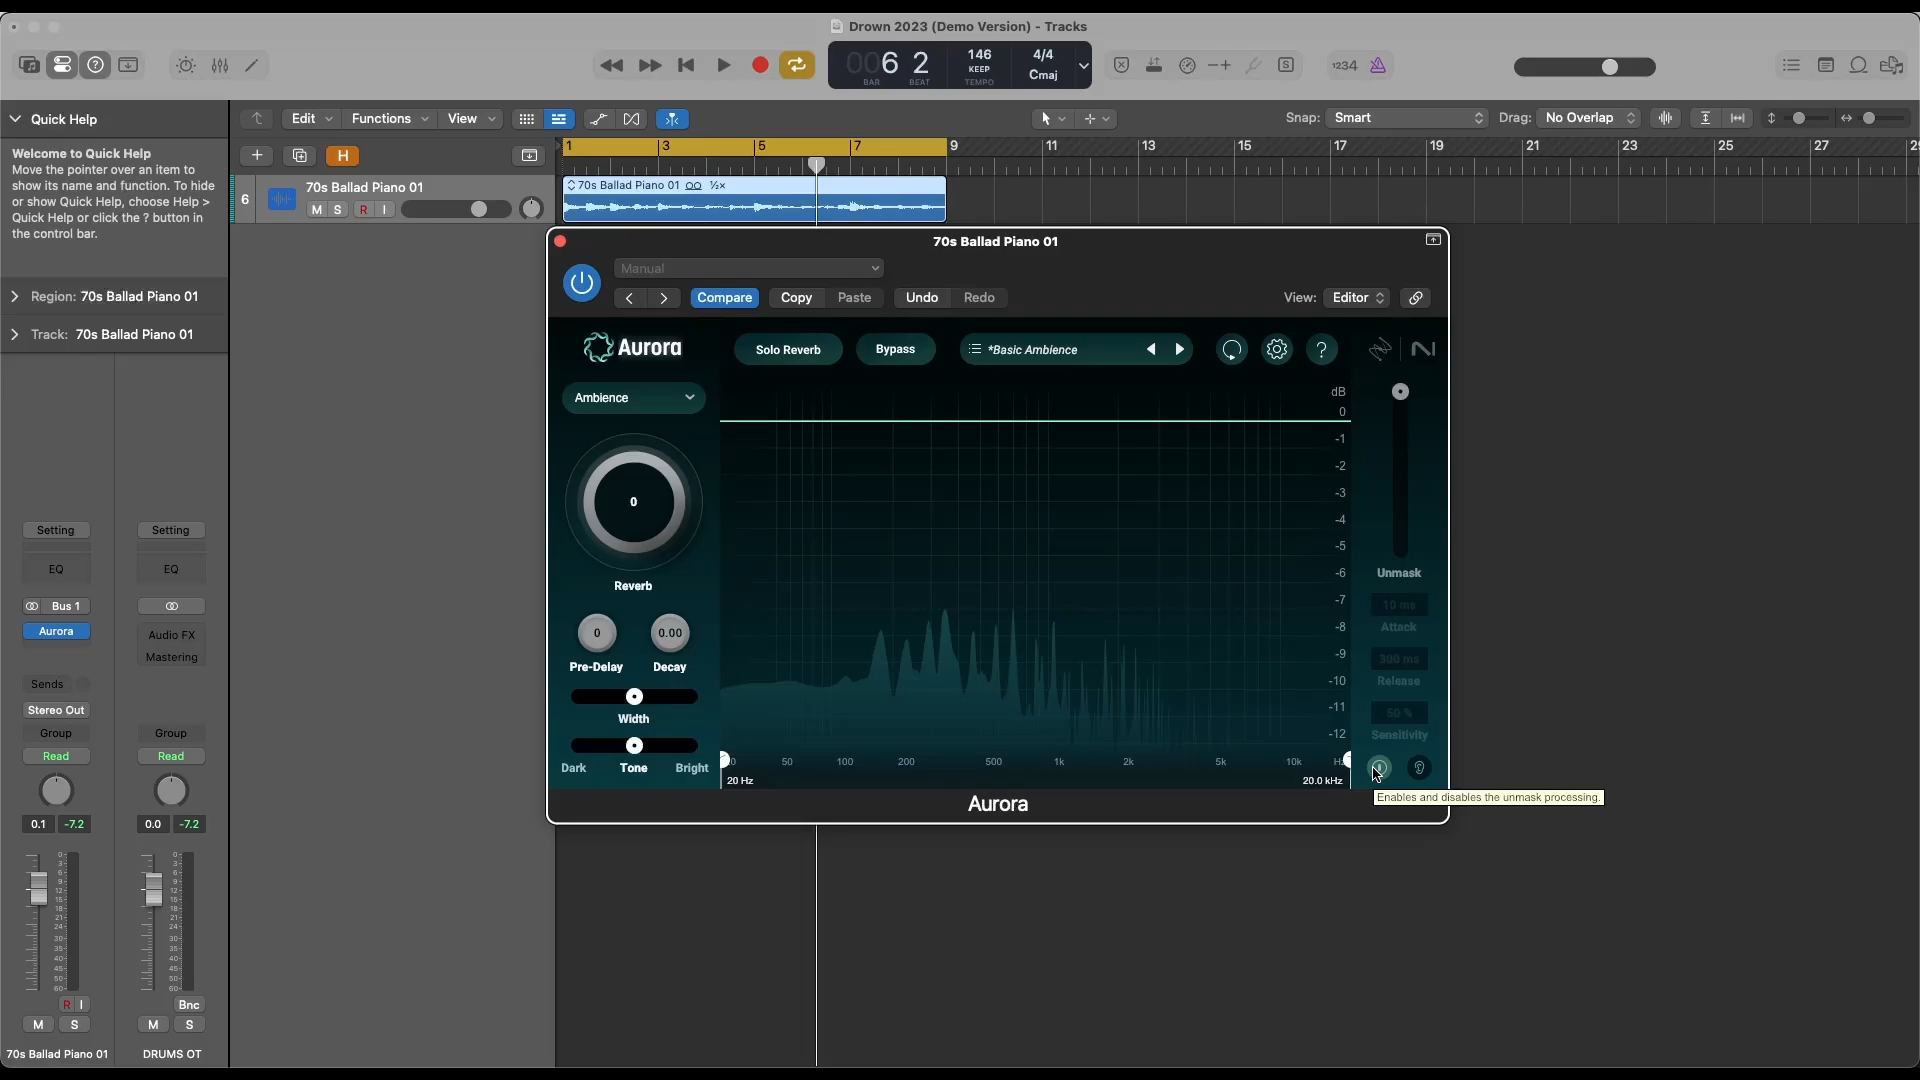 Drown 2023 (Demo Version) - Tracks
006 2
BAR BEAT
146
KEEP
TEMPO
4/4
Cmaj
1234
Quick Help
Edit Functions View
Snap: Smart
Drag: No Overlap
Welcome to Quick Help
Move the pointer over an item to
show its name and function. To hide
or show Quick Help, choose Help >
Quick Help or click the ? button in
the control bar.
H
1 3 5 7 9 11 13 15 17 19 21 23 25 27
6 70s Ballad Piano 01
M S R I
70s Ballad Piano 01
Region: 70s Ballad Piano 01
Track: 70s Ballad Piano 01
70s Ballad Piano 01
Manual
Compare Copy Paste Undo Redo
View: Editor
Aurora
Solo Reverb Bypass *Basic Ambience ?
Ambience
0
Reverb
0 0.00
Pre-Delay Decay
Width
Dark Tone Bright
dB
0
-1
-2
-3
-4
-5
-6
-7
-8
-9
-10
-11
-12
50 100 200 500 1k 2k 5k 10k
20 Hz 20.0 kHz
Unmask
10 ms
Attack
300 ms
Release
50 %
Sensitivity
Enables and disables the unmask processing.
Aurora
Setting Setting
EQ EQ
Bus 1
Aurora
Audio FX
Mastering
Sends
Stereo Out
Group Group
Read Read
0.1 -7.2 0.0 -7.2
R I Bnc
M S M S
70s Ballad Piano 01 DRUMS OT